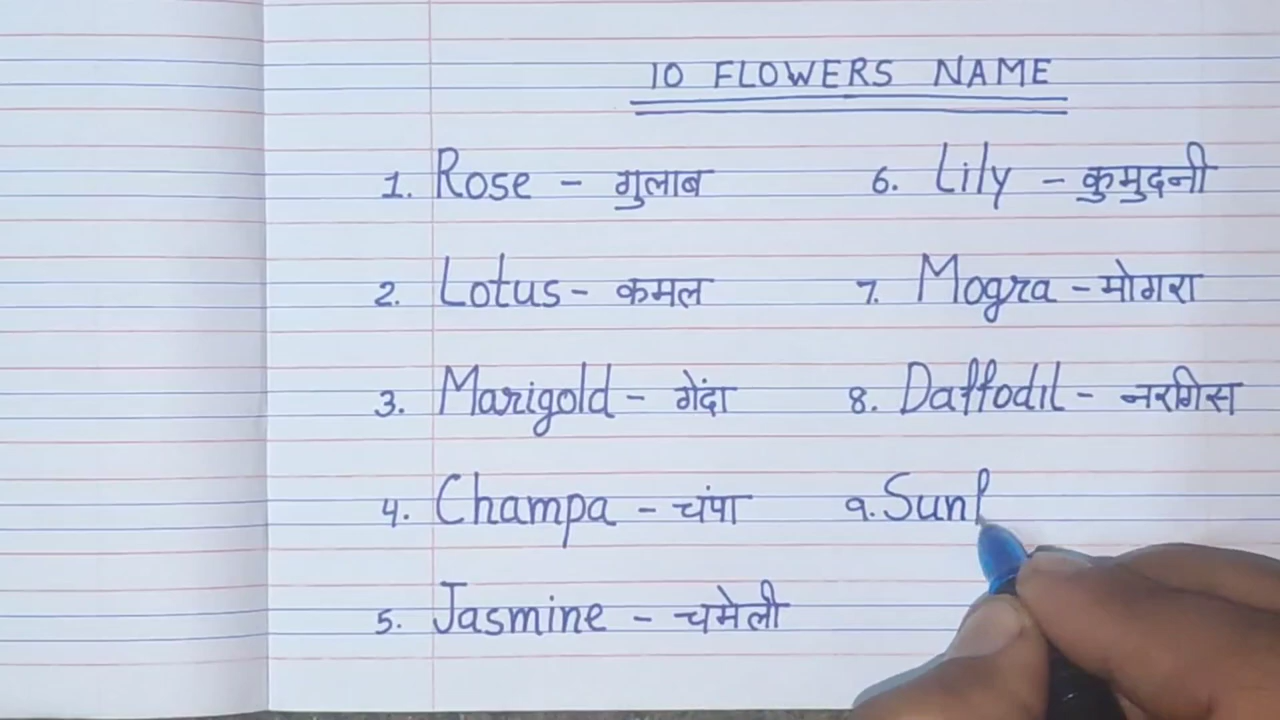 10 FLOWERS NAME
1. Rose - गुलाब
2. Lotus - कमल
3. Marigold - गेंदा
4. Champa - चंपा
5. Jasmine - चमेली
6. Lily - कुमुदनी
7. Mogra - मोगरा
8. Daffodil - नरगिस
9. Sunf